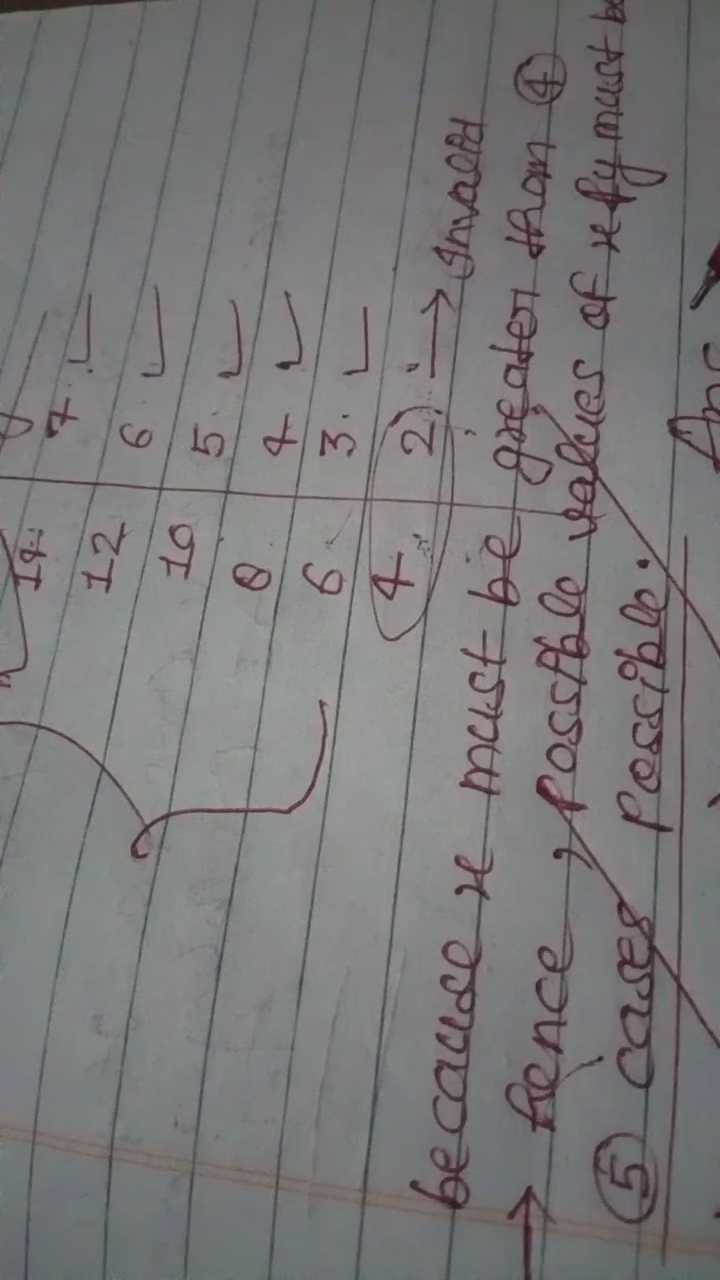 14. 7.
12 6.
10 5.
8 4
6 3.
4 2. → Invalid
because x must be greater than ④
→ hence, possible values of x & y must be
⑤ cases possible.
Ans